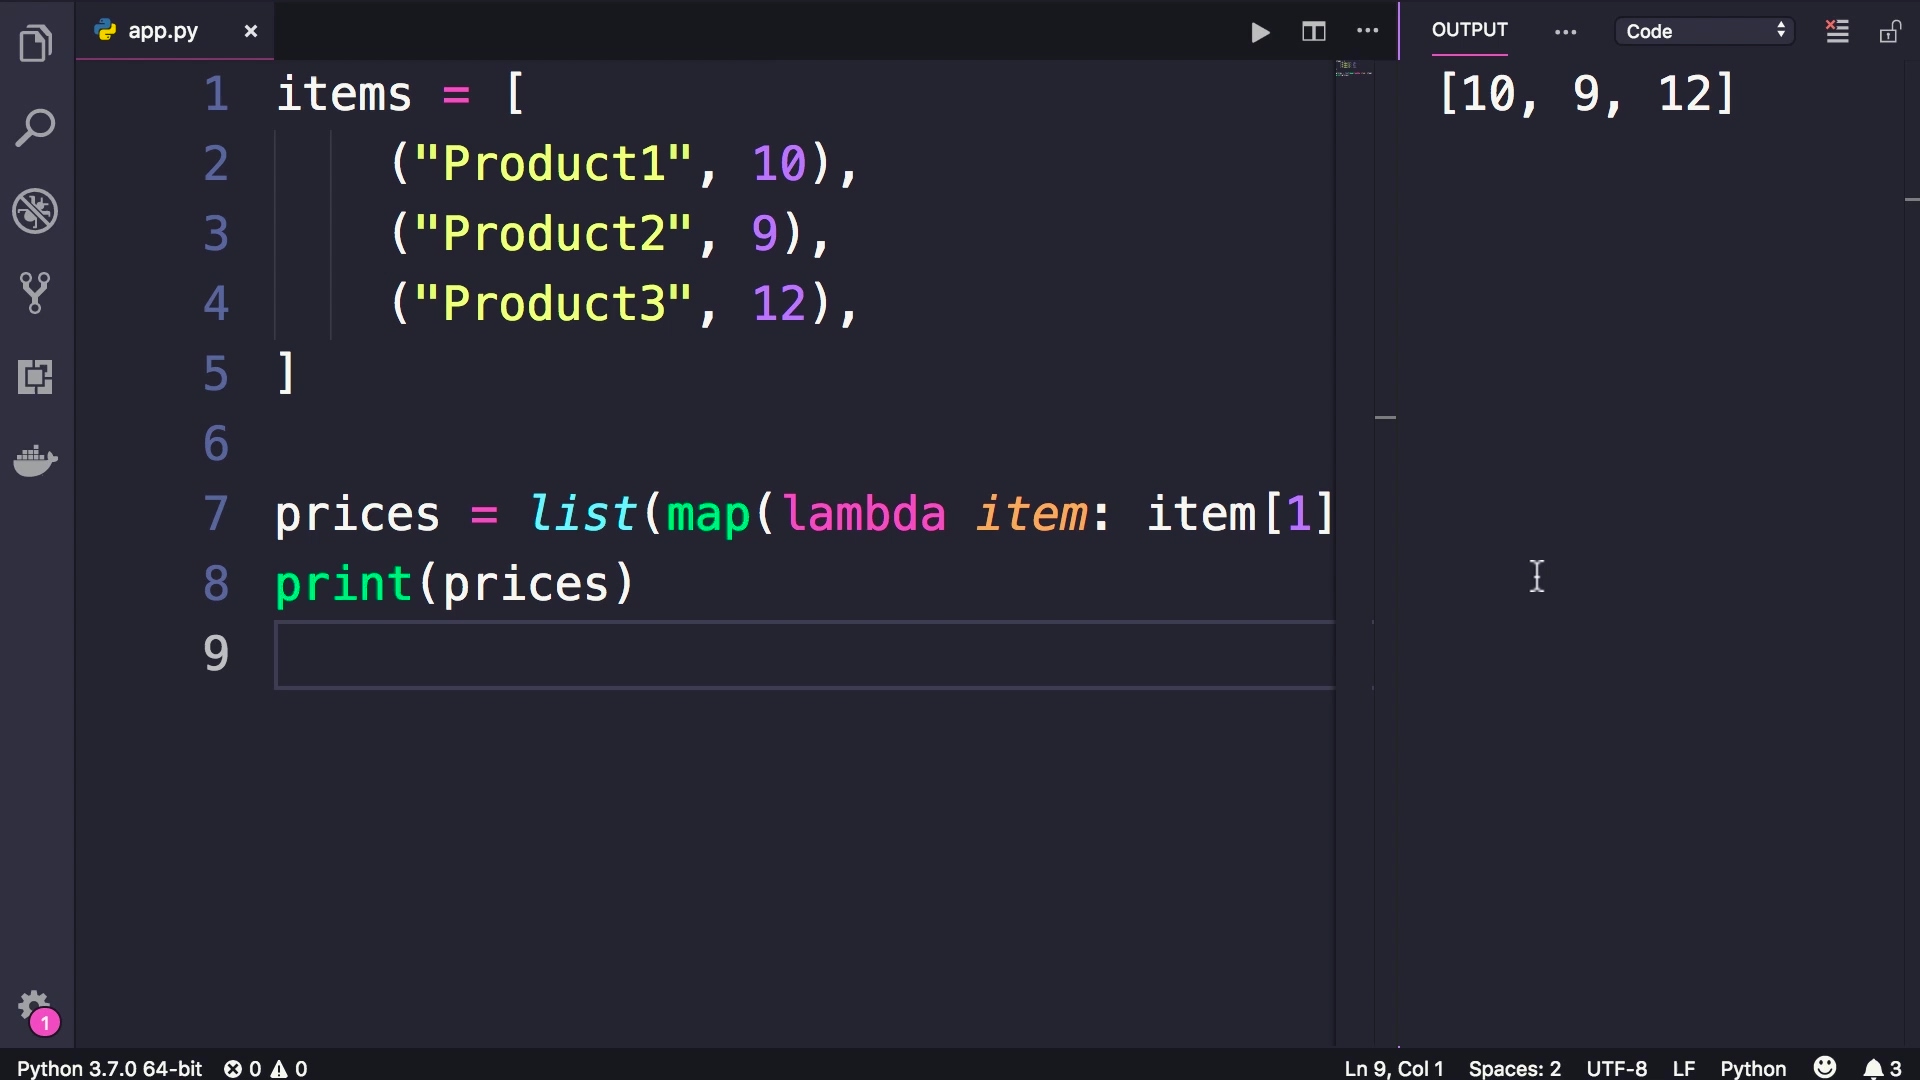 app.py
OUTPUT
Code
1 items = [
2 ("Product1", 10),
3 ("Product2", 9),
4 ("Product3", 12),
5 ]
6
7 prices = list(map(lambda item: item[1]
8 print(prices)
9
[10, 9, 12]
1
Python 3.7.0 64-bit 0 0 Ln 9, Col 1 Spaces: 2 UTF-8 LF Python 3